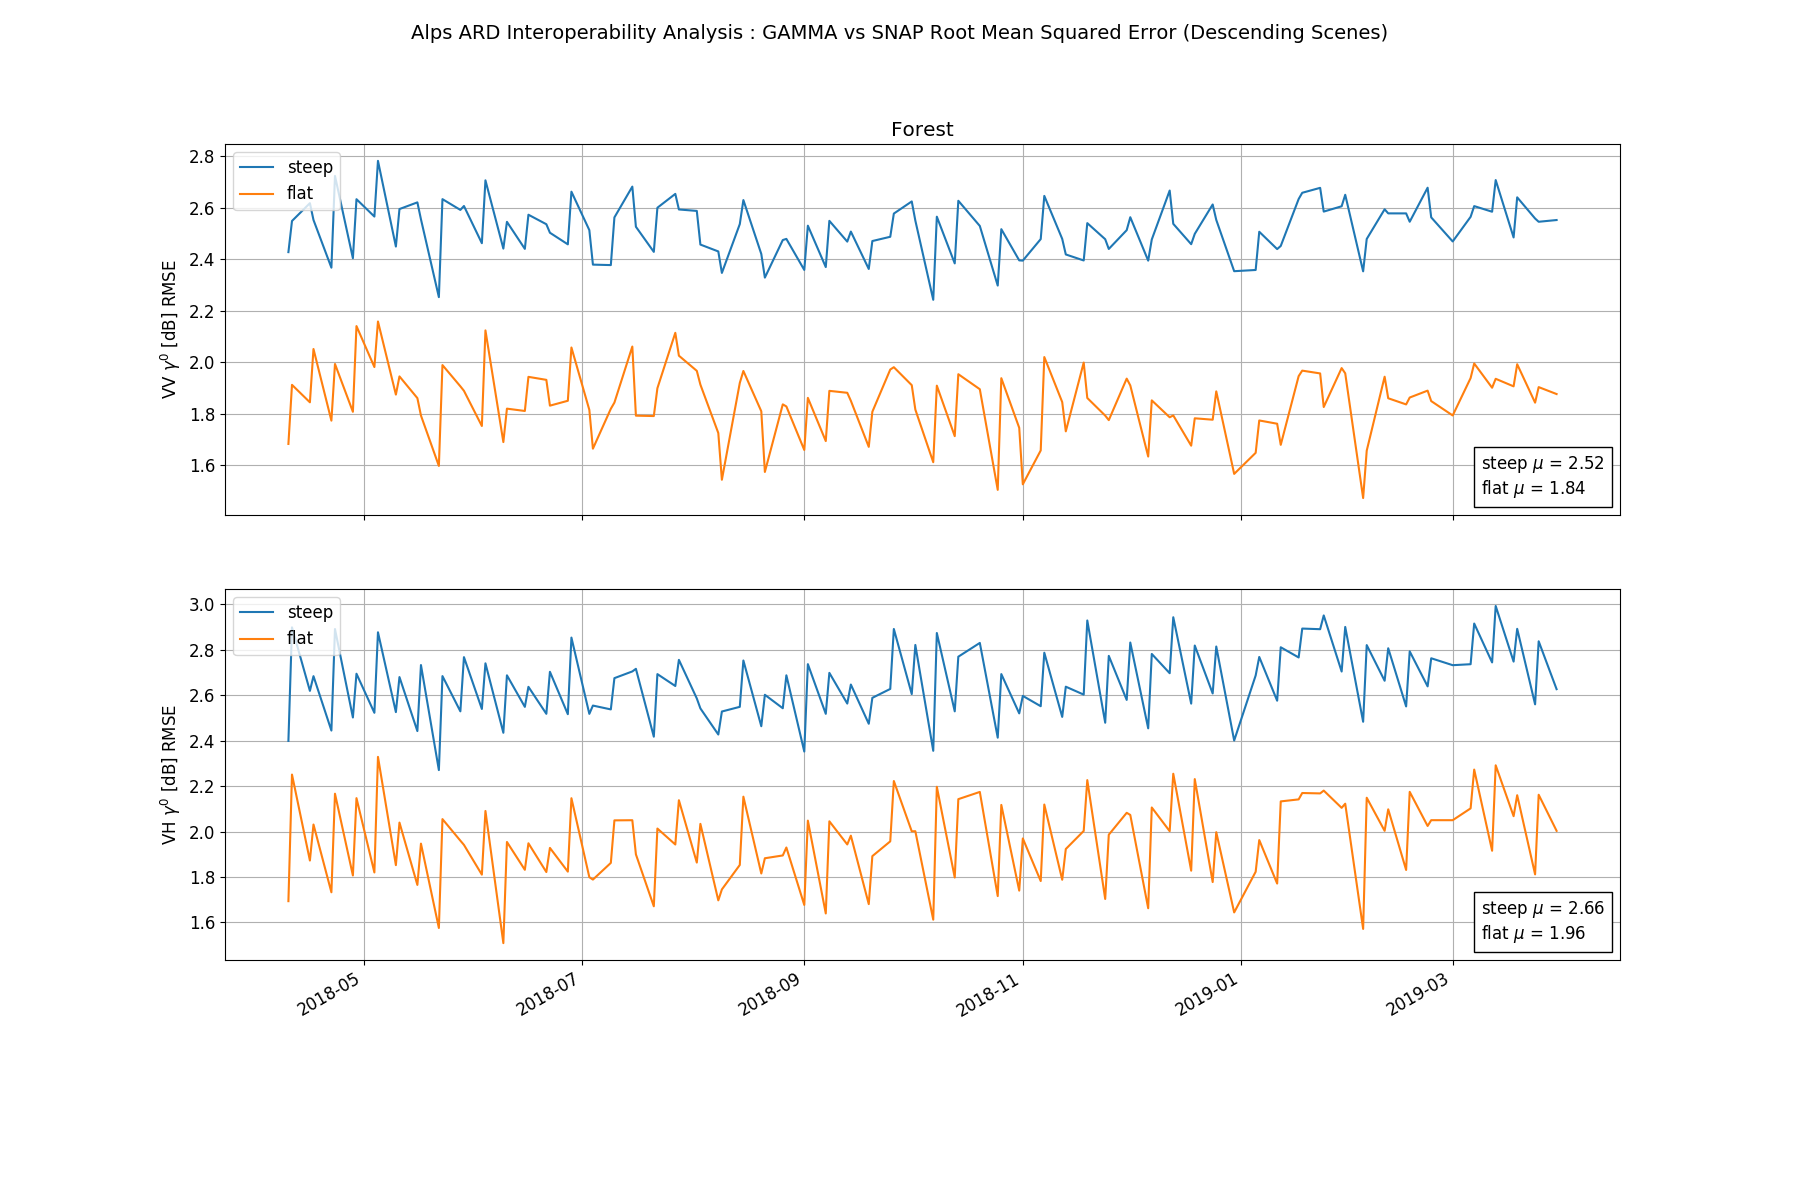 Alps ARD Interoperability Analysis : GAMMA vs SNAP Root Mean Squared Error (Descending Scenes)
Forest
VV γ⁰ [dB] RMSE
2.8
2.6
2.4
2.2
2.0
1.8
1.6
steep
flat
steep μ = 2.52
flat μ = 1.84
VH γ⁰ [dB] RMSE
3.0
2.8
2.6
2.4
2.2
2.0
1.8
1.6
steep
flat
steep μ = 2.66
flat μ = 1.96
2018-05
2018-07
2018-09
2018-11
2019-01
2019-03